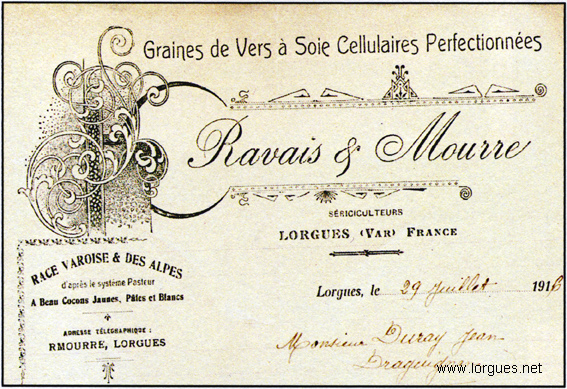 Graines de Vers à Soie Cellulaires Perfectionnées
Ravais & Mourre
SÉRICICULTEURS
LORGUES (VAR) FRANCE
RACE VAROISE & DES ALPES
d'après le système Pasteur
A Beau Cocons Jaunes, Pâles et Blancs
ADRESSE TÉLÉGRAPHIQUE :
RMOURRE, LORGUES
Lorgues, le 29 juillet 191
Monsieur Duray Jean
Draguignan
www.lorgues.net